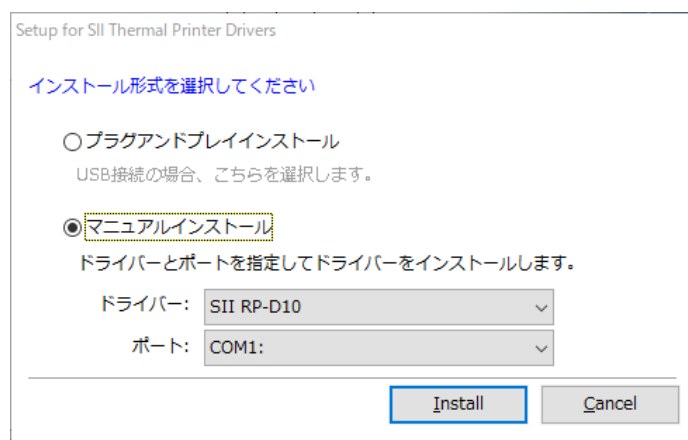 Setup for SII Thermal Printer Drivers
インストール形式を選択してください
プラグアンドプレイインストール
USB接続の場合、こちらを選択します。
マニュアルインストール
ドライバーとポートを指定してドライバーをインストールします。
ドライバー: SII RP-D10
ポート: COM1:
Install Cancel